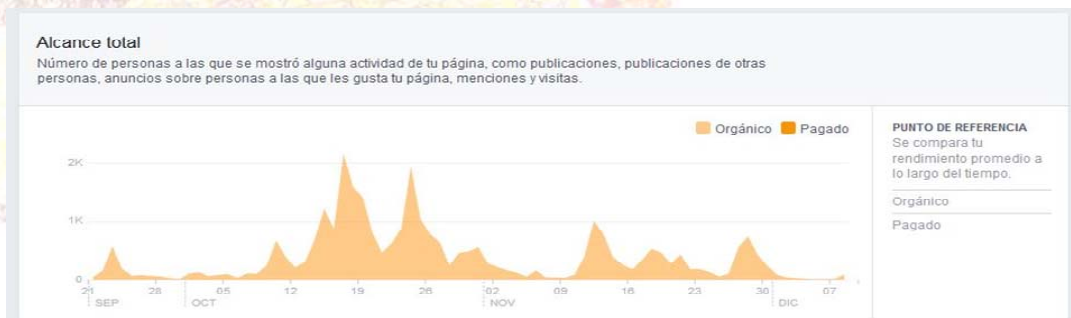 Alcance total
Número de personas a las que se mostró alguna actividad de tu página, como publicaciones, publicaciones de otras
personas, anuncios sobre personas a las que les gusta tu página, menciones y visitas.
Orgánico Pagado
PUNTO DE REFERENCIA
Se compara tu
rendimiento promedio a
lo largo del tiempo.
Orgánico
Pagado
2K
1K
0
21 28 05 12 19 26 02 09 16 23 30 07
SEP OCT NOV DIC